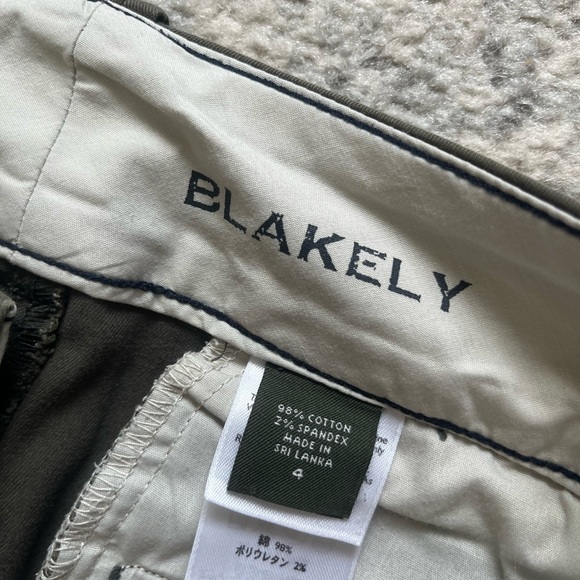 BLAKELY
98% COTTON
2% SPANDEX
MADE IN
SRI LANKA
4
綿 98%
ポリウレタン 2%